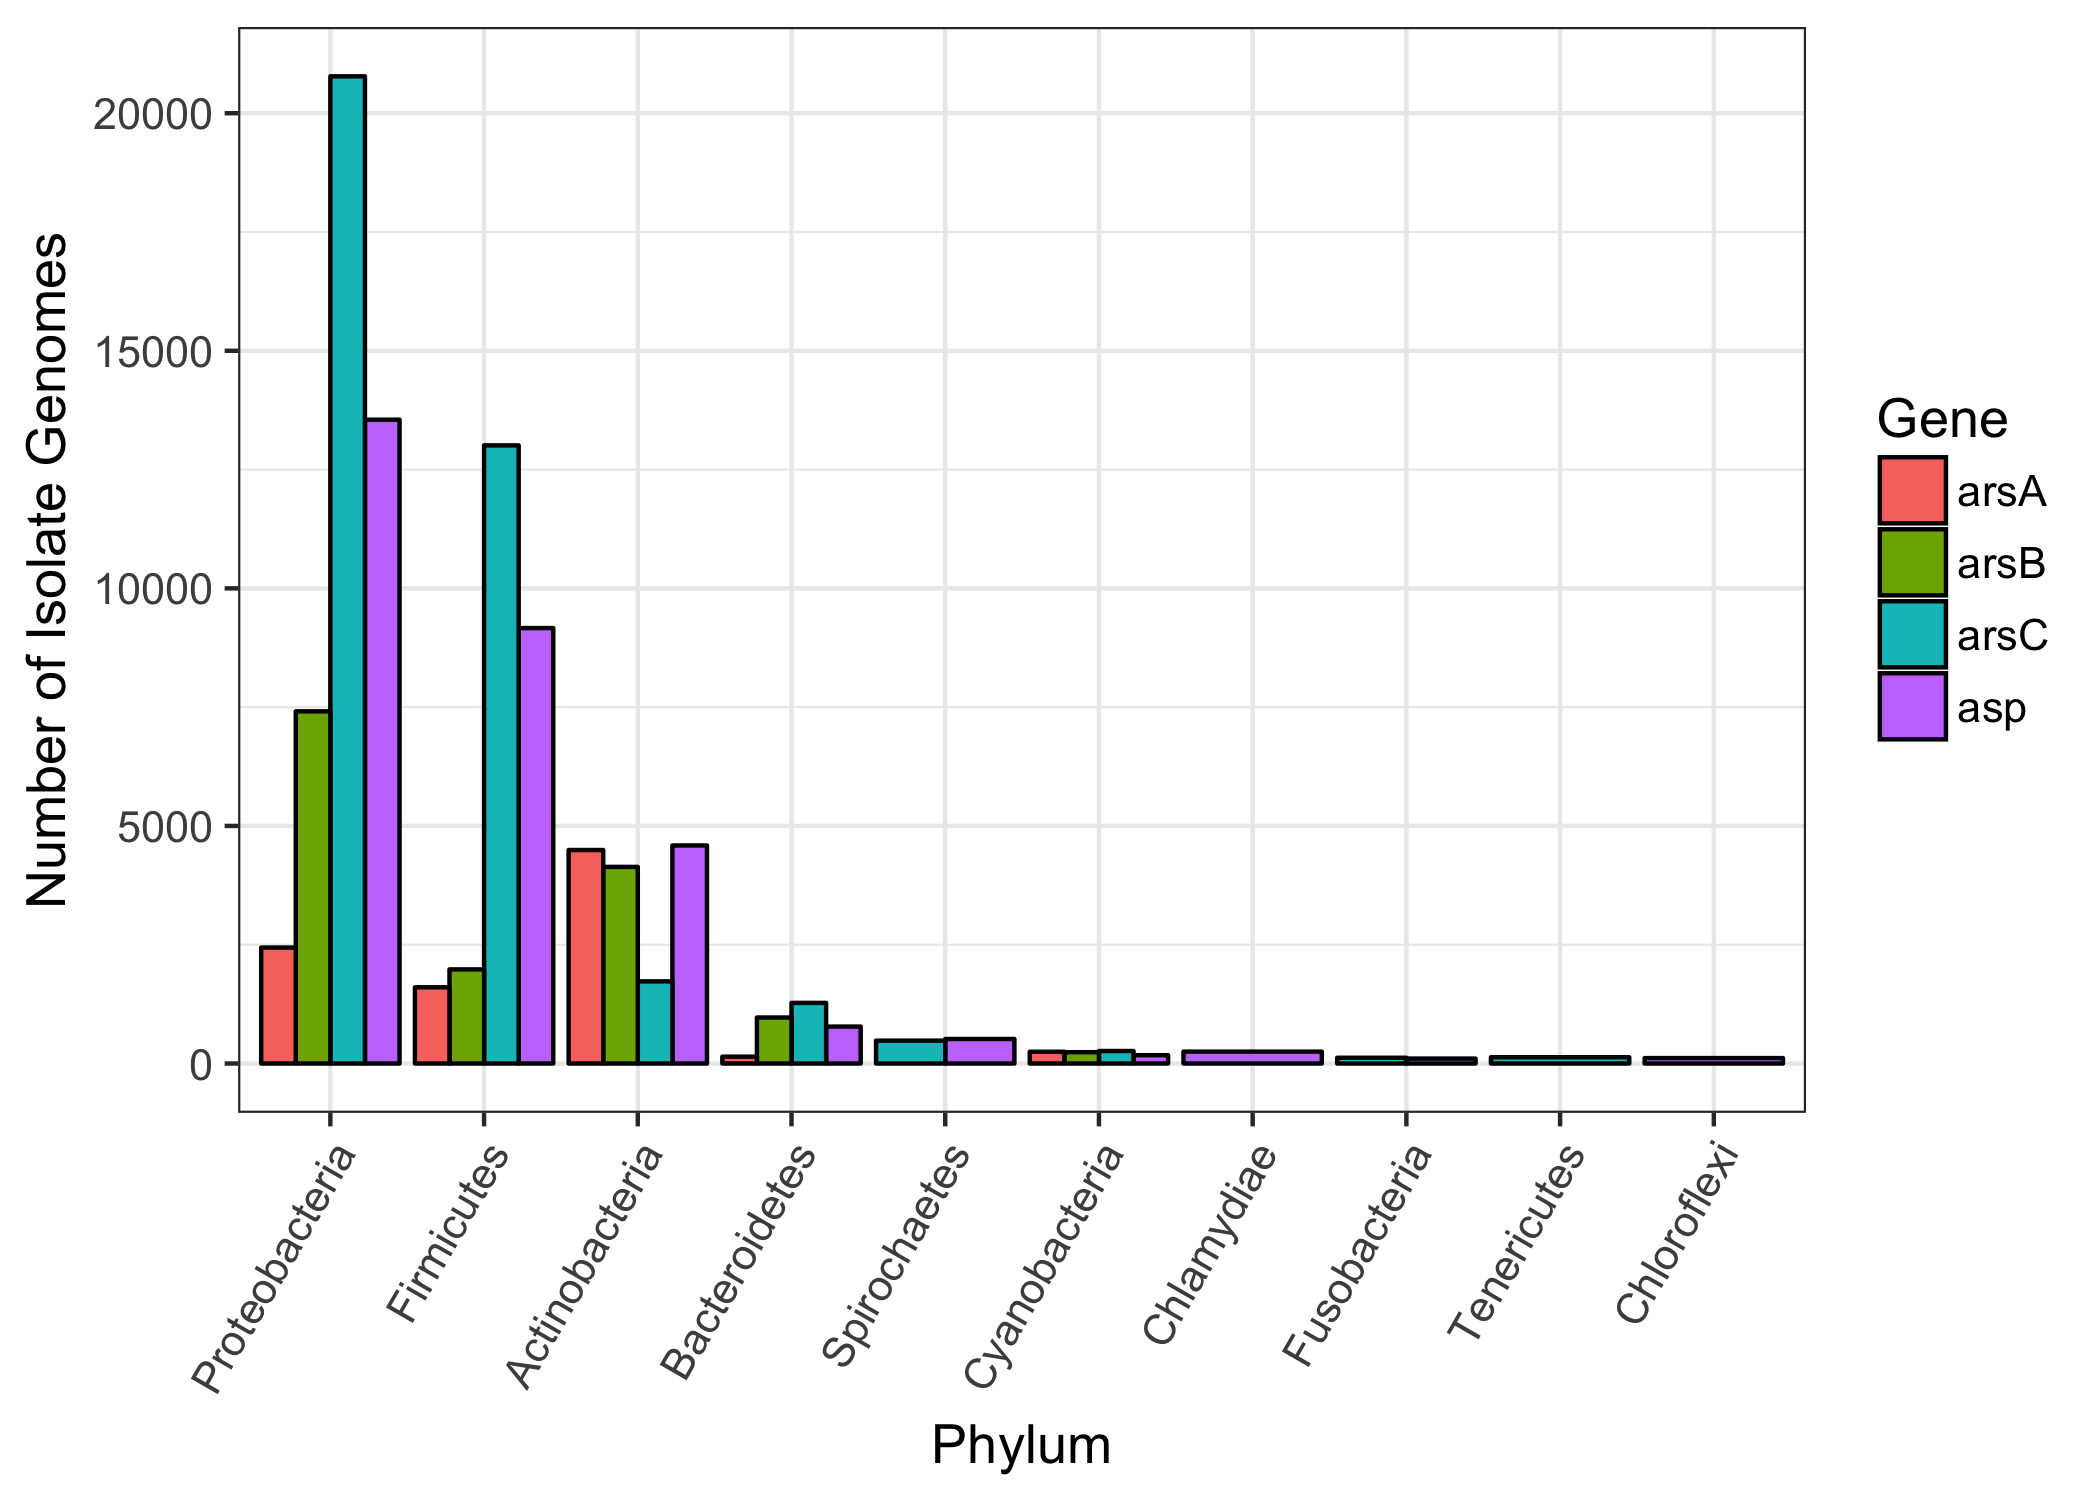 Number of Isolate Genomes
20000
15000
10000
5000
0
Proteobacteria
Firmicutes
Actinobacteria
Bacteroidetes
Spirochaetes
Cyanobacteria
Chlamydiae
Fusobacteria
Tenericutes
Chloroflexi
Phylum
Gene
arsA
arsB
arsC
asp